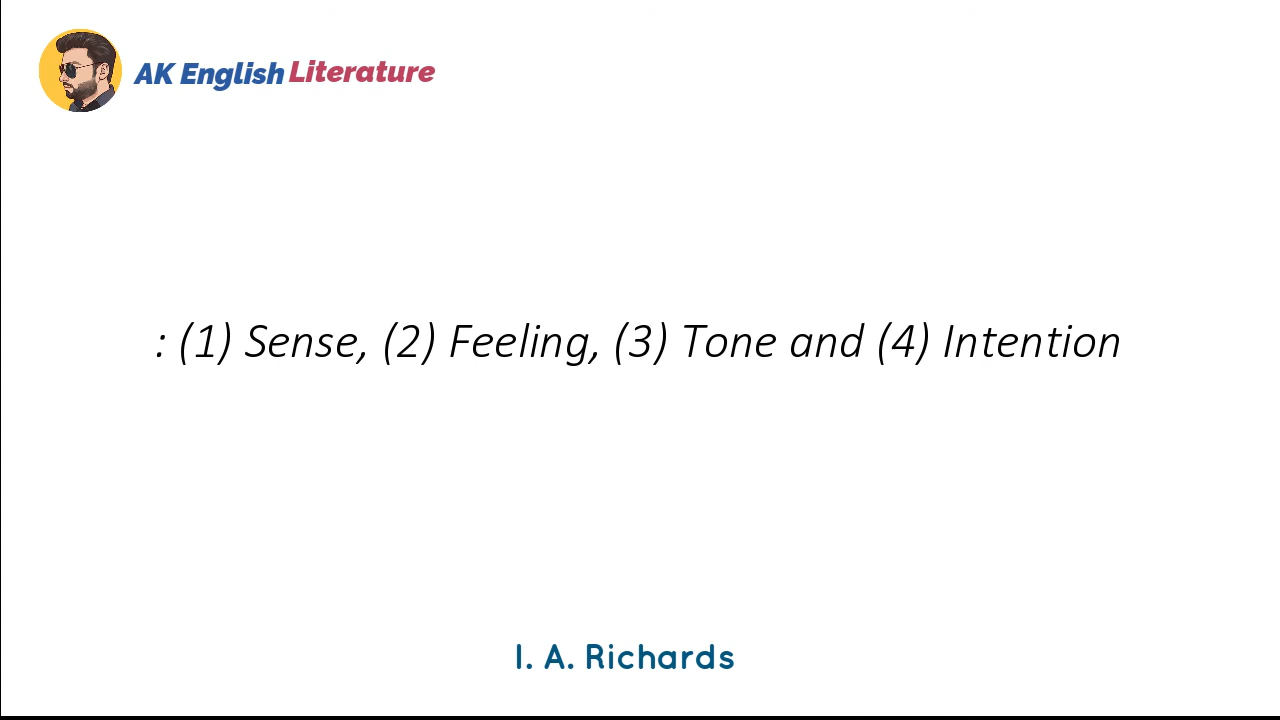 AK English Literature
: (1) Sense, (2) Feeling, (3) Tone and (4) Intention
I. A. Richards